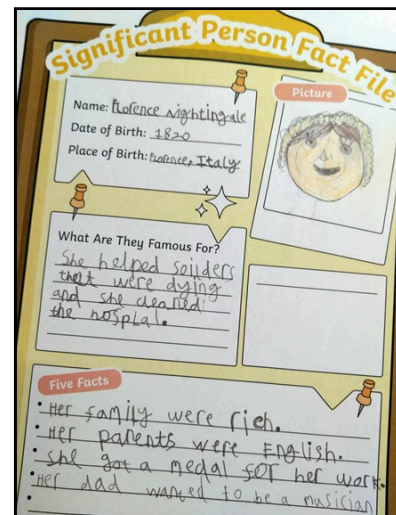 Significant Person Fact File
Name: Florence nightingale
Date of Birth: 1820
Place of Birth: Florence, Italy
Picture
What Are They Famous For?
She helped soilders
that were dying
and she cleaned
the hosptal.
Five Facts
• Her family were rich.
• Her parents were English.
• She got a medal for her work.
• Her dad wanted to be a musician
•